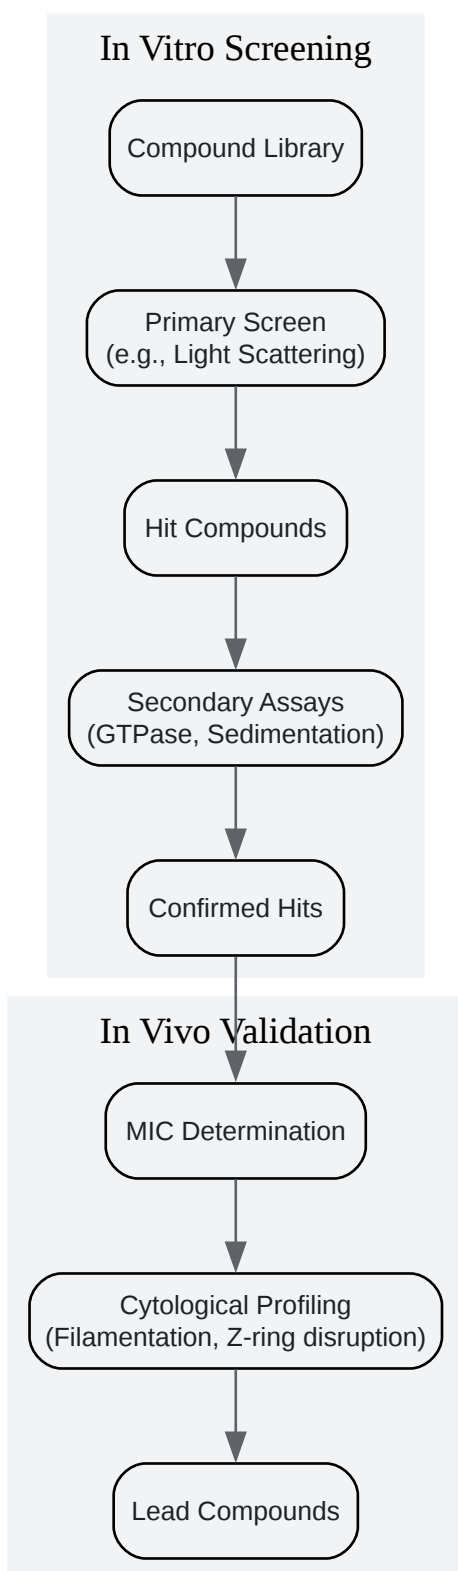 In Vitro Screening
Compound Library
Primary Screen
(e.g., Light Scattering)
Hit Compounds
Secondary Assays
(GTPase, Sedimentation)
Confirmed Hits
In Vivo Validation
MIC Determination
Cytological Profiling
(Filamentation, Z-ring disruption)
Lead Compounds